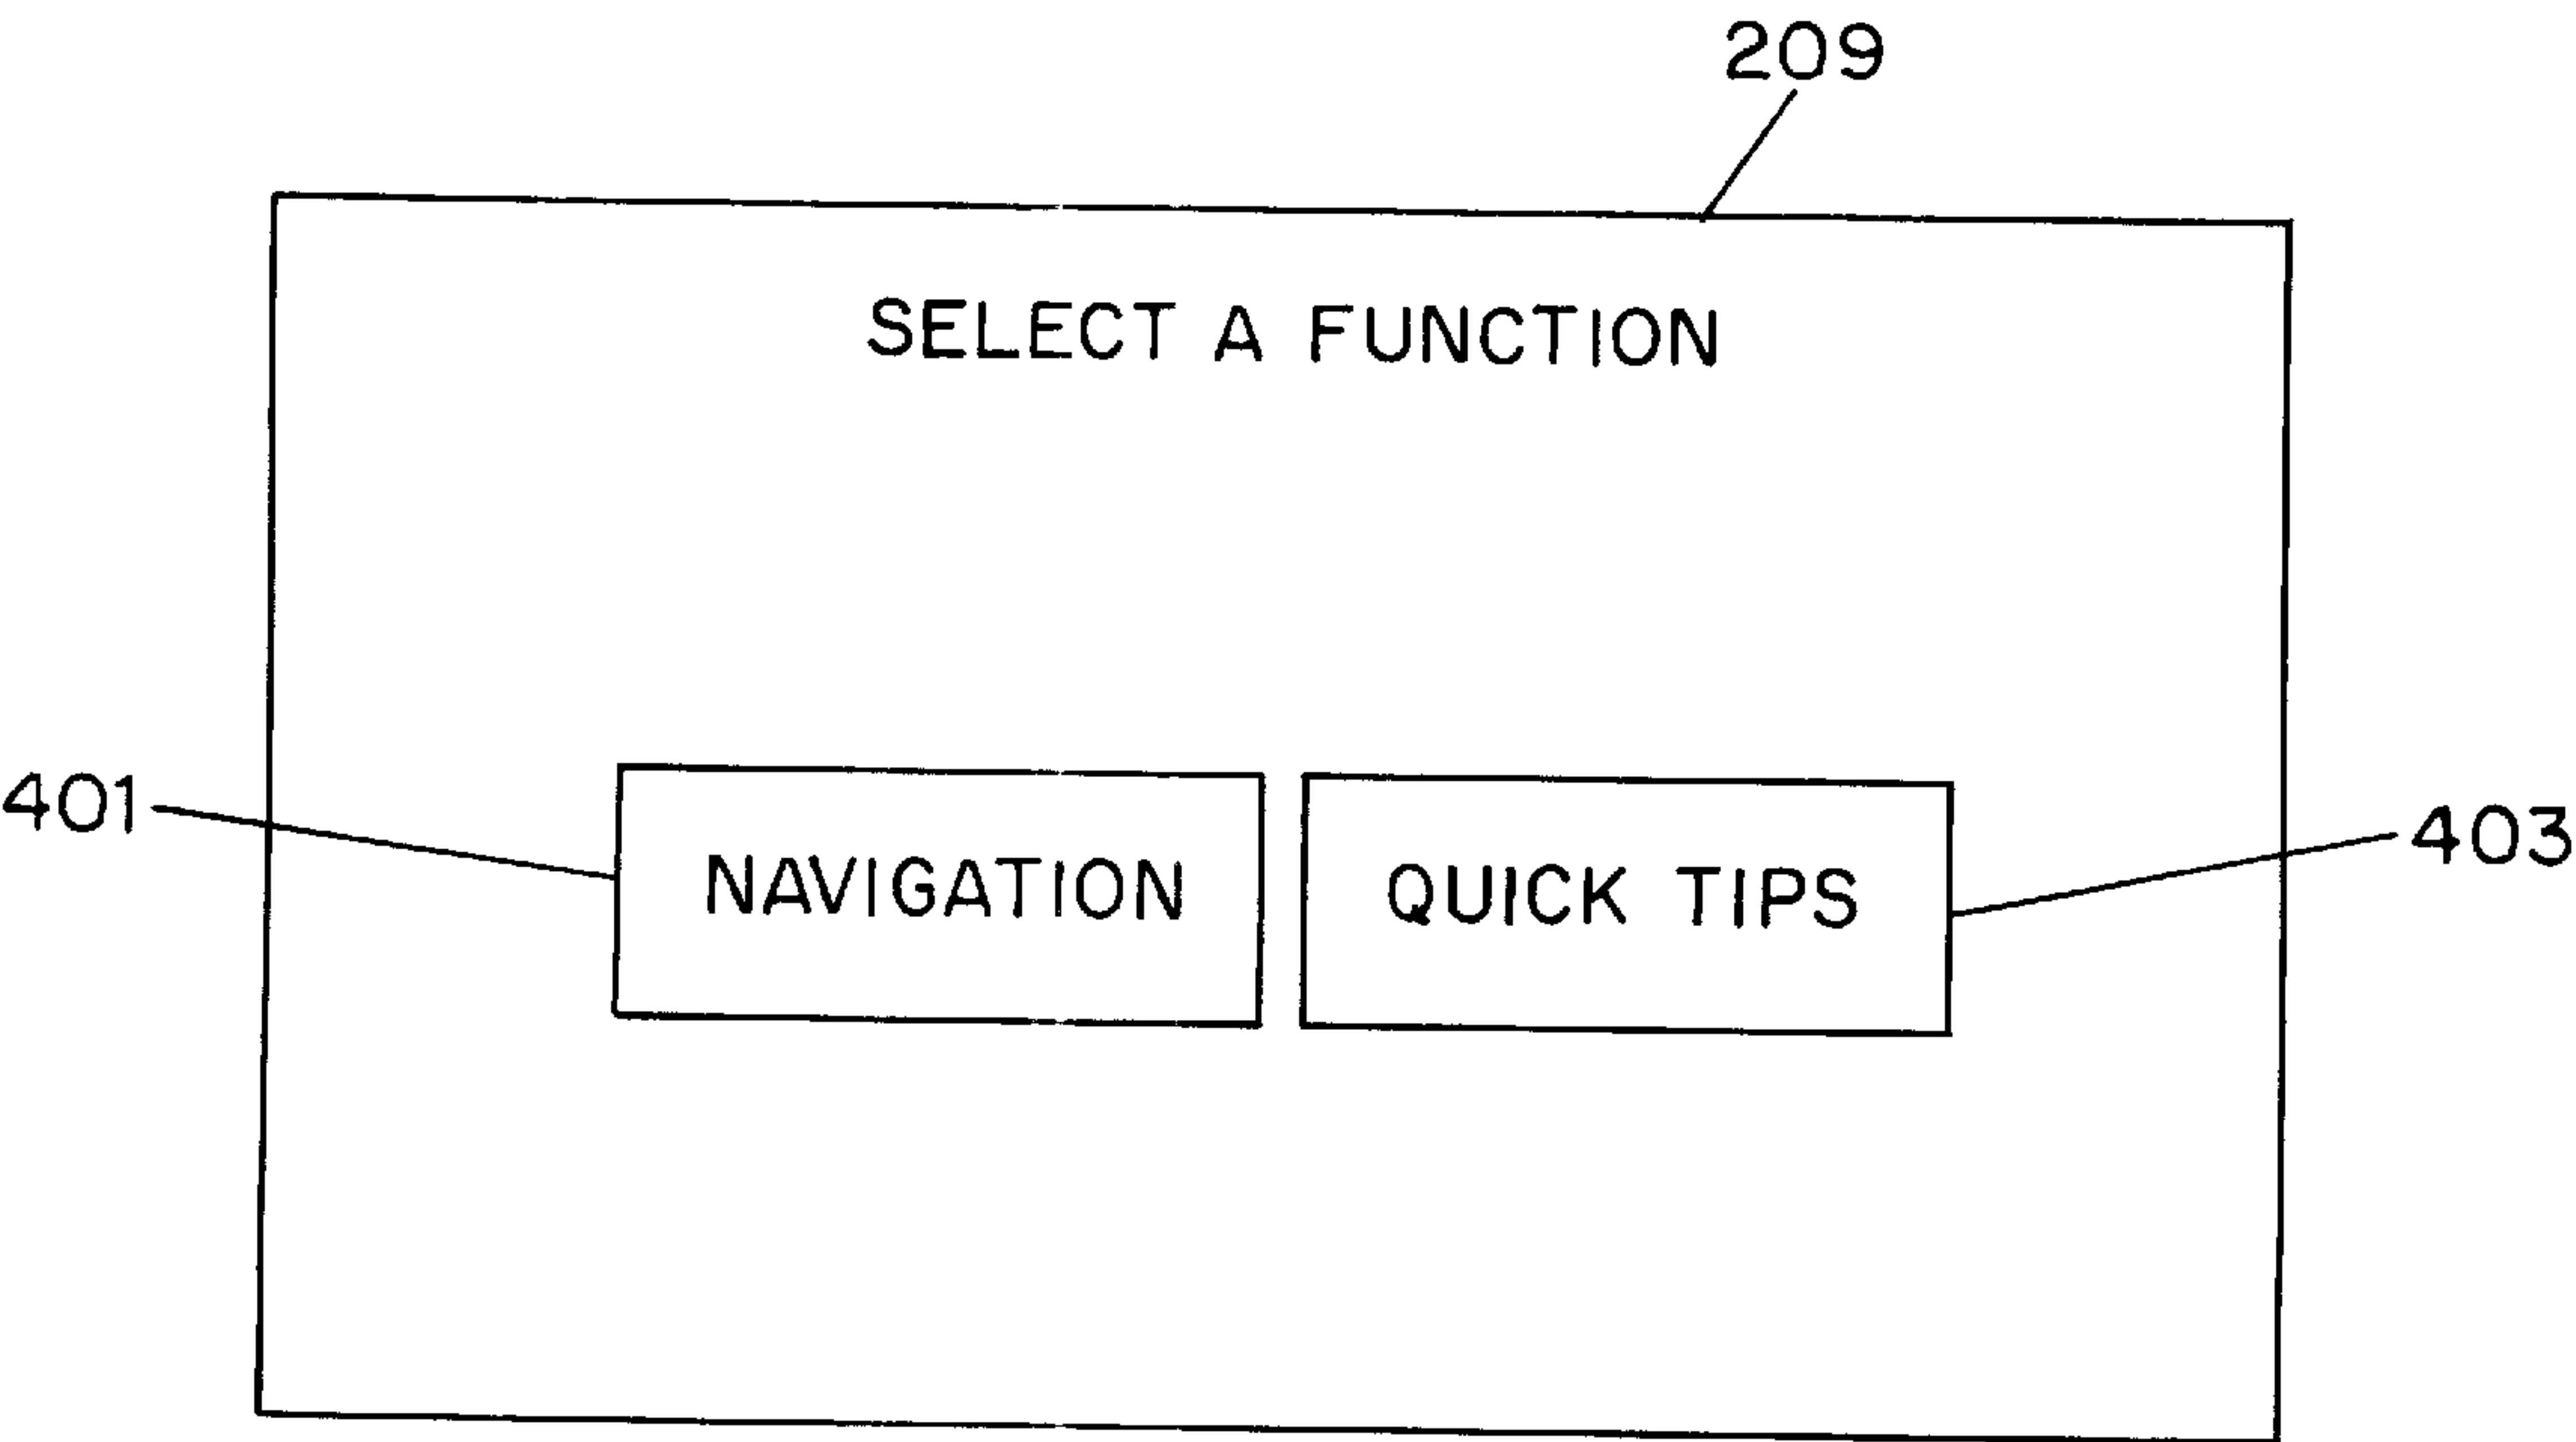 209
SELECT A FUNCTION
401
NAVIGATION
QUICK TIPS
403